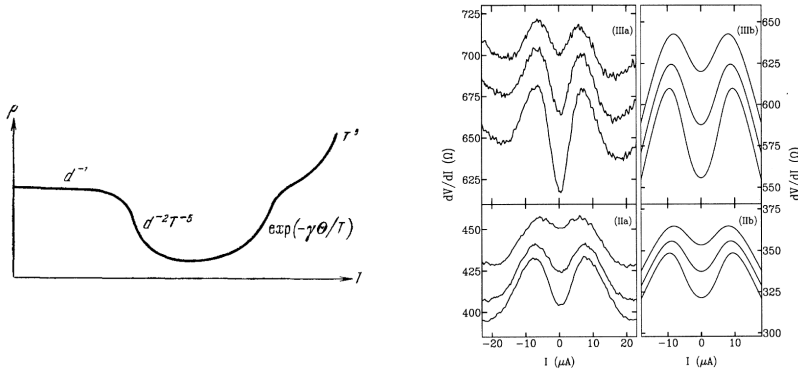 ρ
d⁻¹
d⁻²T⁻⁵
exp(-γΘ/T)
T⁵
T
725
700
675
650
625
450
425
400
dV/dI (Ω)
(IIIa)
(IIIb)
(IIa)
(IIb)
650
600
550
375
350
325
300
dV/dI (Ω)
-20 -10 0 10 20
-10 0 10
I (μA)
I (μA)